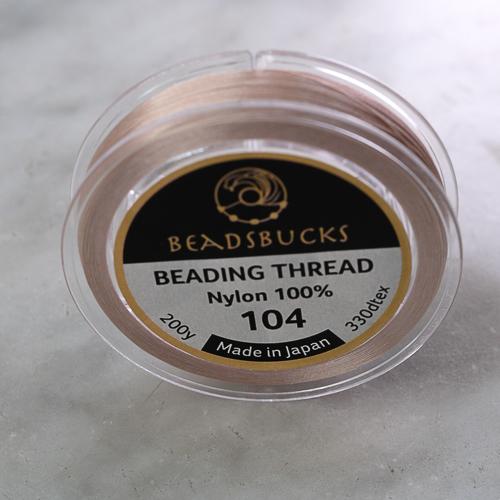 BEADSBUCKS
BEADING THREAD
Nylon 100%
104
200y
330dtex
Made in Japan